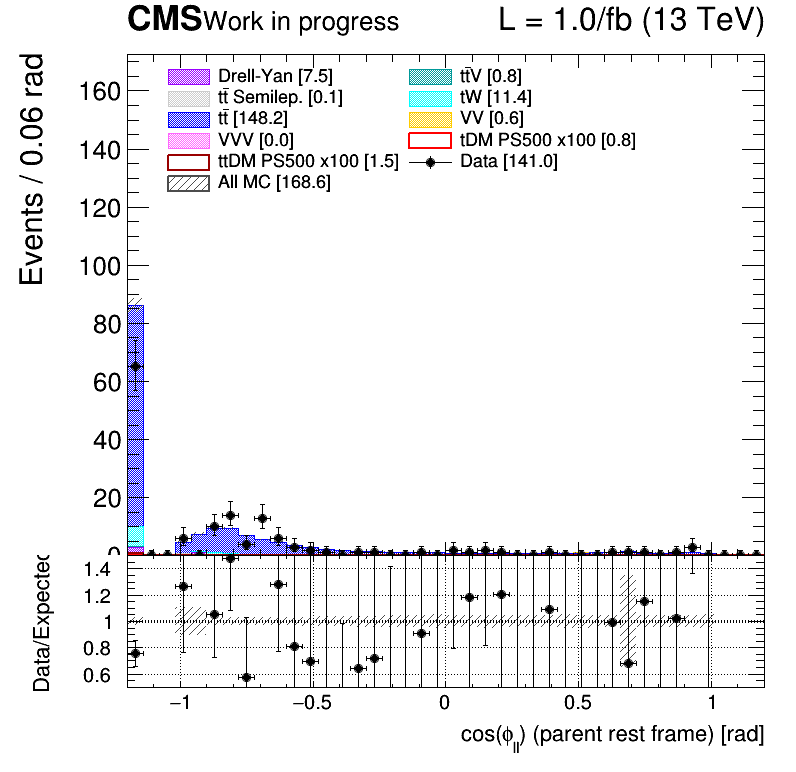 CMS Work in progress L = 1.0/fb (13 TeV)
Events / 0.06 rad
160
140
120
100
80
60
40
20
0
Drell-Yan [7.5]
tt̄ Semilep. [0.1]
tt̄ [148.2]
VVV [0.0]
ttDM PS500 x100 [1.5]
All MC [168.6]
tt̄V [0.8]
tW [11.4]
VV [0.6]
tDM PS500 x100 [0.8]
Data [141.0]
Data/Expected
1.4
1.2
1
0.8
0.6
−1 −0.5 0 0.5 1
cos(ϕ_ll) (parent rest frame) [rad]